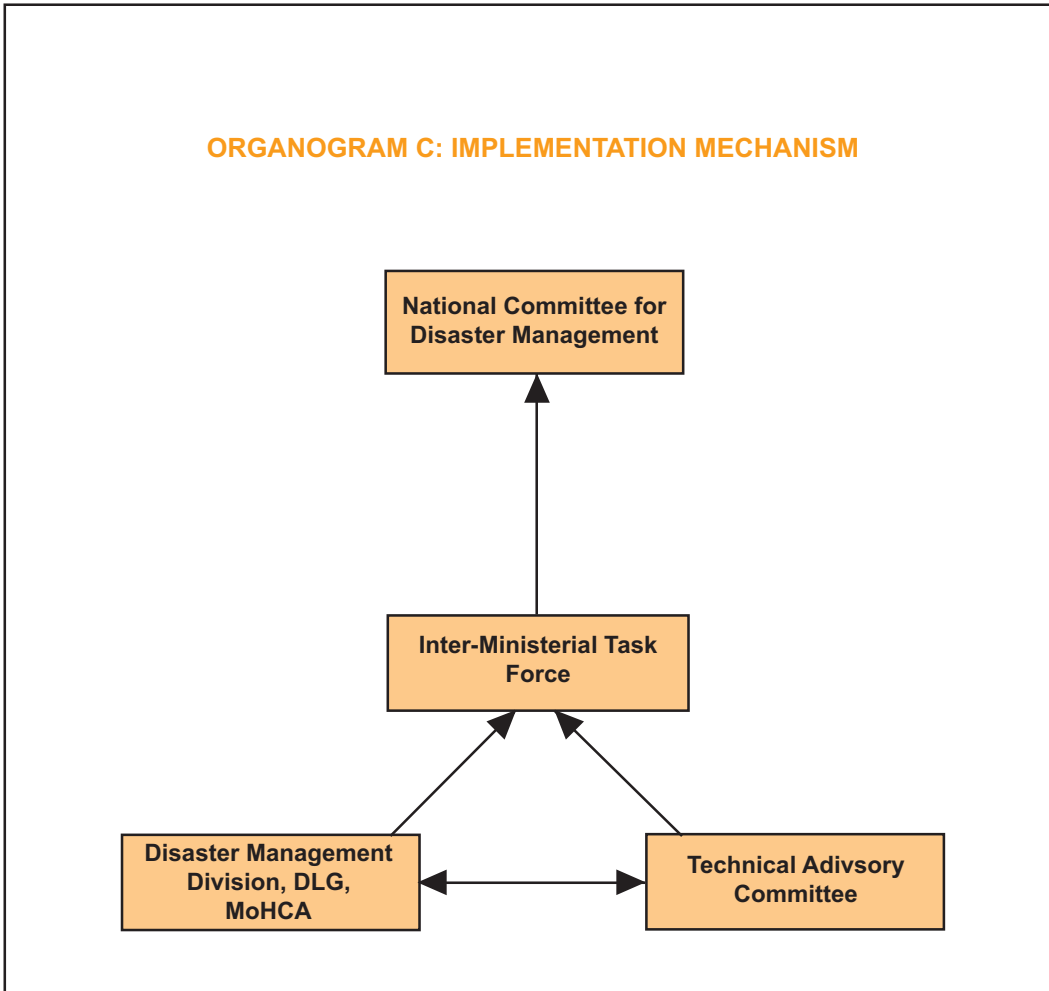 ORGANOGRAM C: IMPLEMENTATION MECHANISM
National Committee for
Disaster Management
Inter-Ministerial Task
Force
Disaster Management
Division, DLG,
MoHCA
Technical Adivsory
Committee